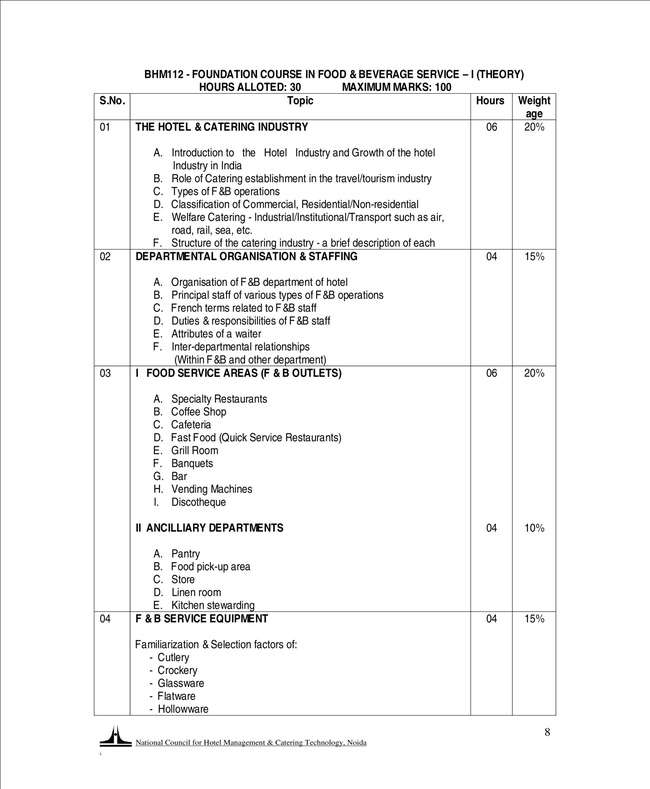 BHM112 - FOUNDATION COURSE IN FOOD & BEVERAGE SERVICE – I (THEORY)
HOURS ALLOTED: 30 MAXIMUM MARKS: 100
S.No. Topic Hours Weight
age
01 THE HOTEL & CATERING INDUSTRY 06 20%
A. Introduction to the Hotel Industry and Growth of the hotel
Industry in India
B. Role of Catering establishment in the travel/tourism industry
C. Types of F&B operations
D. Classification of Commercial, Residential/Non-residential
E. Welfare Catering - Industrial/Institutional/Transport such as air,
road, rail, sea, etc.
F. Structure of the catering industry - a brief description of each
02 DEPARTMENTAL ORGANISATION & STAFFING 04 15%
A. Organisation of F&B department of hotel
B. Principal staff of various types of F&B operations
C. French terms related to F&B staff
D. Duties & responsibilities of F&B staff
E. Attributes of a waiter
F. Inter-departmental relationships
(Within F&B and other department)
03 I FOOD SERVICE AREAS (F & B OUTLETS) 06 20%
A. Specialty Restaurants
B. Coffee Shop
C. Cafeteria
D. Fast Food (Quick Service Restaurants)
E. Grill Room
F. Banquets
G. Bar
H. Vending Machines
I. Discotheque
II ANCILLIARY DEPARTMENTS 04 10%
A. Pantry
B. Food pick-up area
C. Store
D. Linen room
E. Kitchen stewarding
04 F & B SERVICE EQUIPMENT 04 15%
Familiarization & Selection factors of:
- Cutlery
- Crockery
- Glassware
- Flatware
- Hollowware
8
National Council for Hotel Management & Catering Technology, Noida